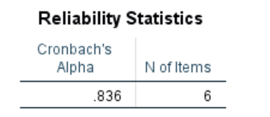 Reliability Statistics
Cronbach's
Alpha N of Items
.836 6